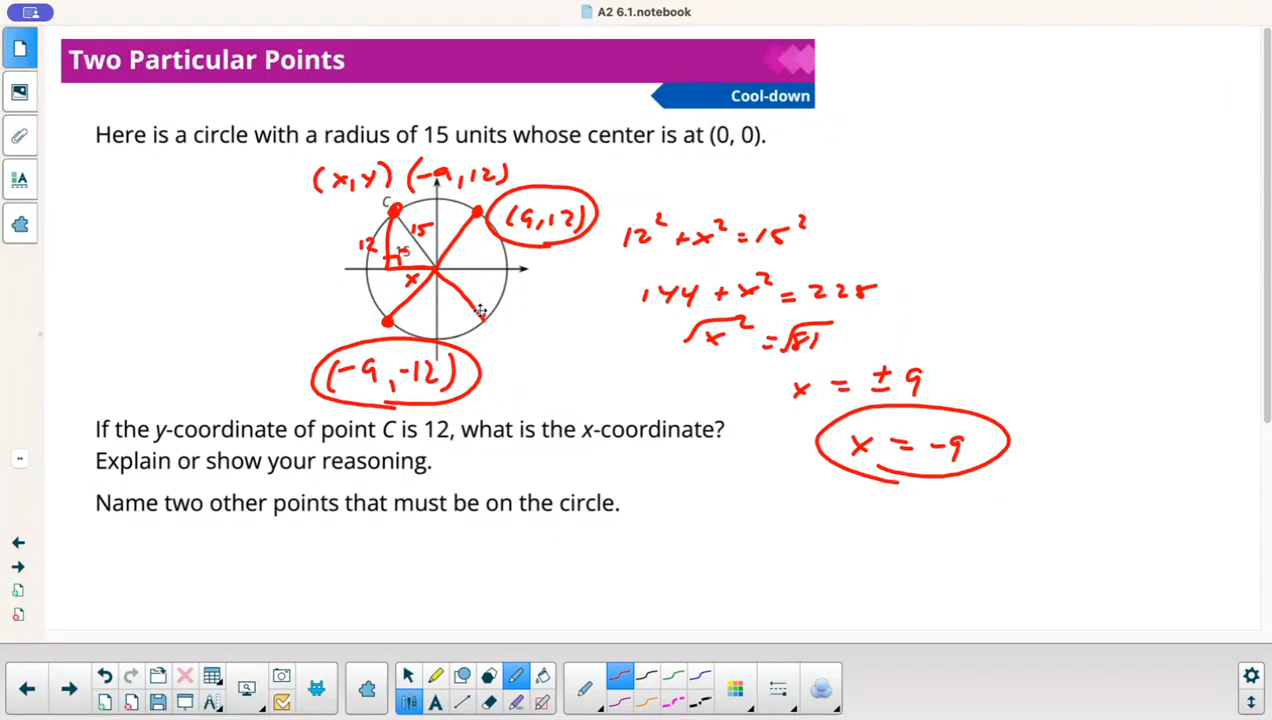 A2 6.1.notebook
Two Particular Points
Cool-down
Here is a circle with a radius of 15 units whose center is at (0, 0).
(x, y) (-9, 12)
C
15
(9, 12)
12
15
x
(-9, -12)
12² + x² = 15²
144 + x² = 225
√x² = √81
x = ± 9
x = -9
If the y-coordinate of point C is 12, what is the x-coordinate?
Explain or show your reasoning.
Name two other points that must be on the circle.